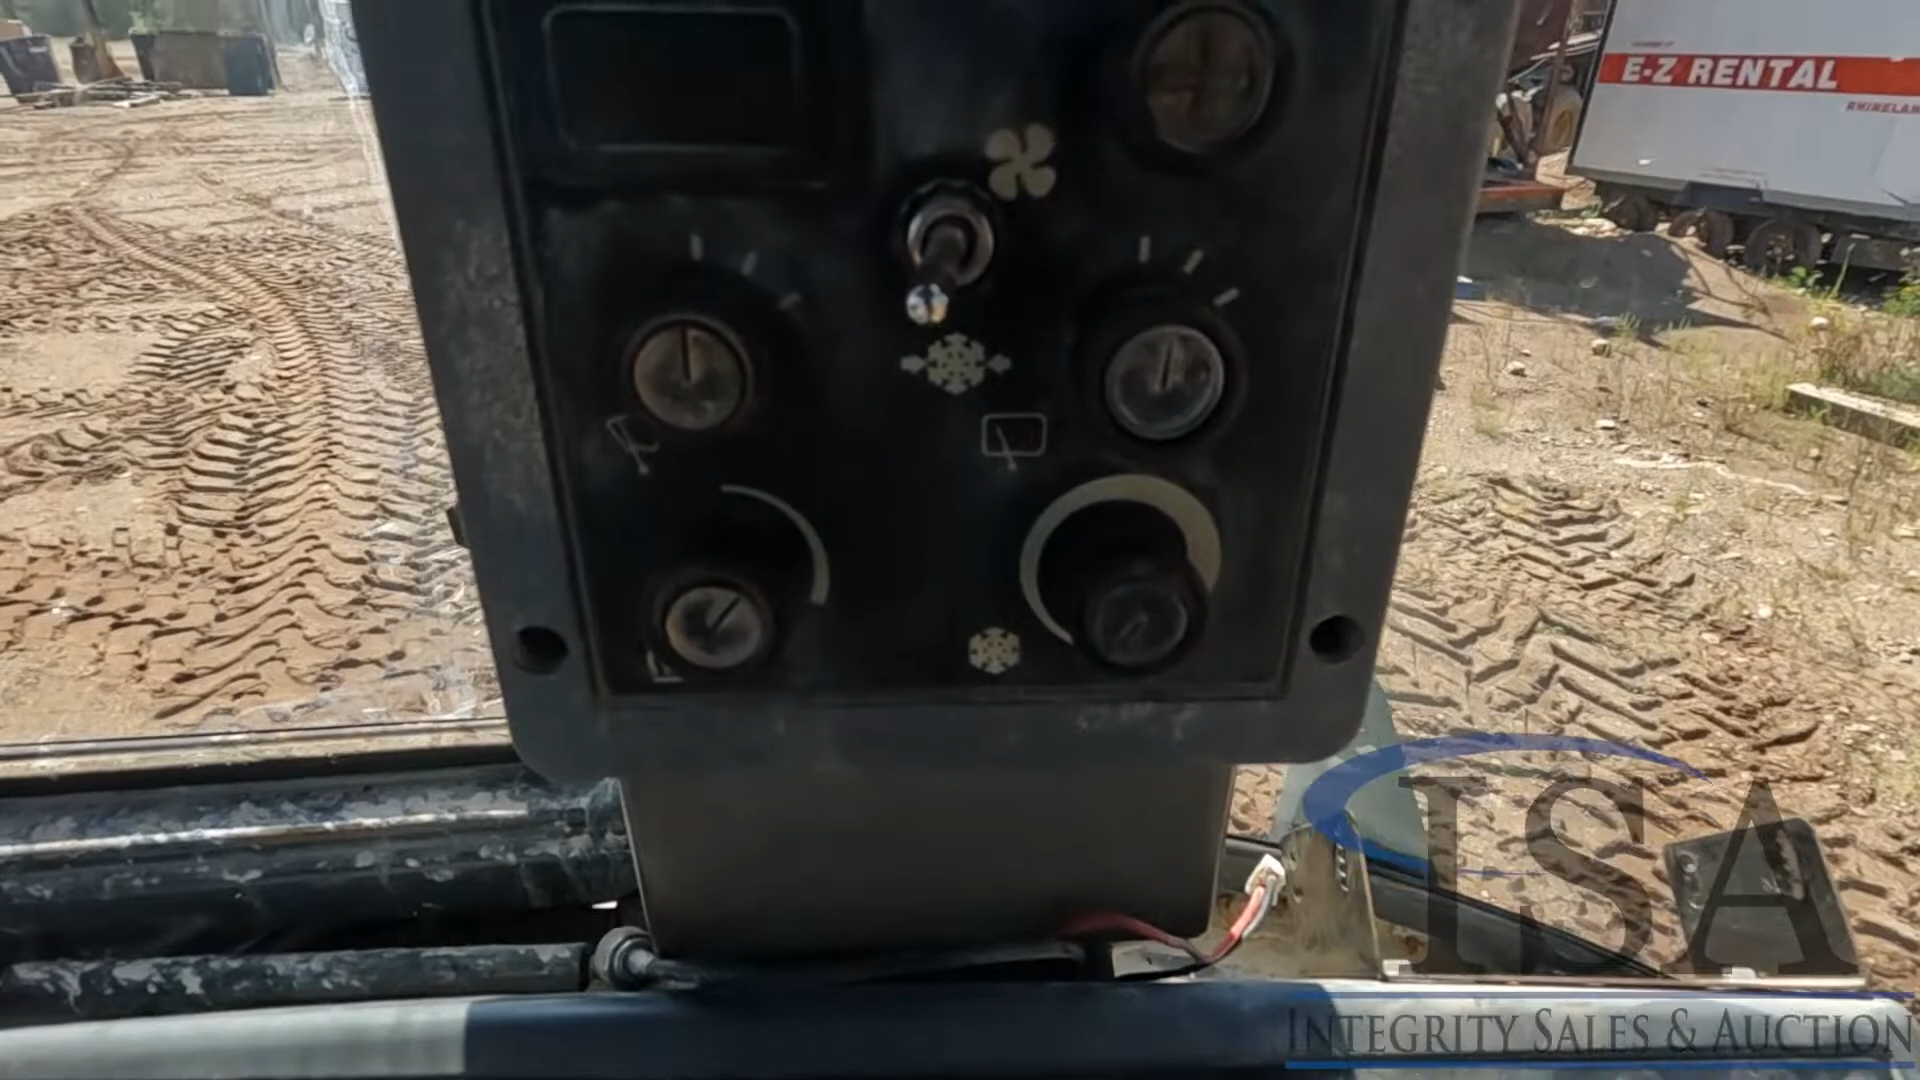 E-Z RENTAL
RHINELAN
ISA
INTEGRITY SALES & AUCTION